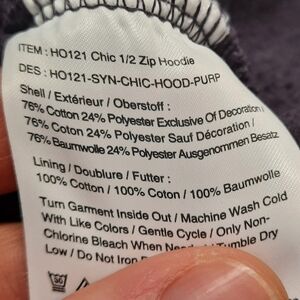 ITEM : HO121 Chic 1/2 Zip Hoodie
DES : HO121-SYN-CHIC-HOOD-PURP
Shell / Extérieur / Oberstoff :
76% Cotton 24% Polyester Exclusive Of Decoration /
76% Coton 24% Polyester Sauf Décoration /
76% Baumwolle 24% Polyester Ausgenommen Besatz
Lining / Doublure / Futter :
100% Cotton / 100% Coton / 100% Baumwolle
Turn Garment Inside Out / Machine Wash Cold
With Like Colors / Gentle Cycle / Only Non-
Chlorine Bleach When Tumble Dry
Low / Do Not Iron